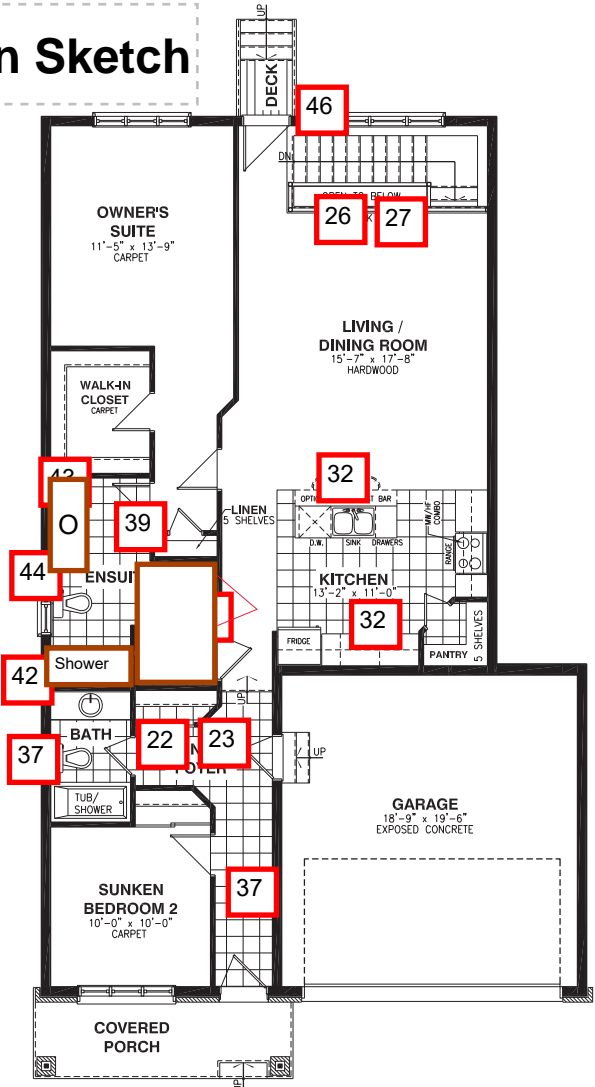 n Sketch
UP
DECK
46
DN
26
27
OWNER'S
SUITE
11'-5" x 13'-9"
CARPET
LIVING /
DINING ROOM
15'-7" x 17'-8"
HARDWOOD
WALK-IN
CLOSET
CARPET
32
BAR
MW/HF
COMBO
O
39
LINEN
5 SHELVES
D.W.
SINK
DRAWERS
RANGE
44
KITCHEN
13'-2" x 11'-0"
32
FRIDGE
PANTRY
5 SHELVES
42
Shower
UP
BATH
37
22
23
UP
TUB/
SHOWER
GARAGE
18'-9" x 19'-6"
EXPOSED CONCRETE
37
SUNKEN
BEDROOM 2
10'-0" x 10'-0"
CARPET
COVERED
PORCH
UP